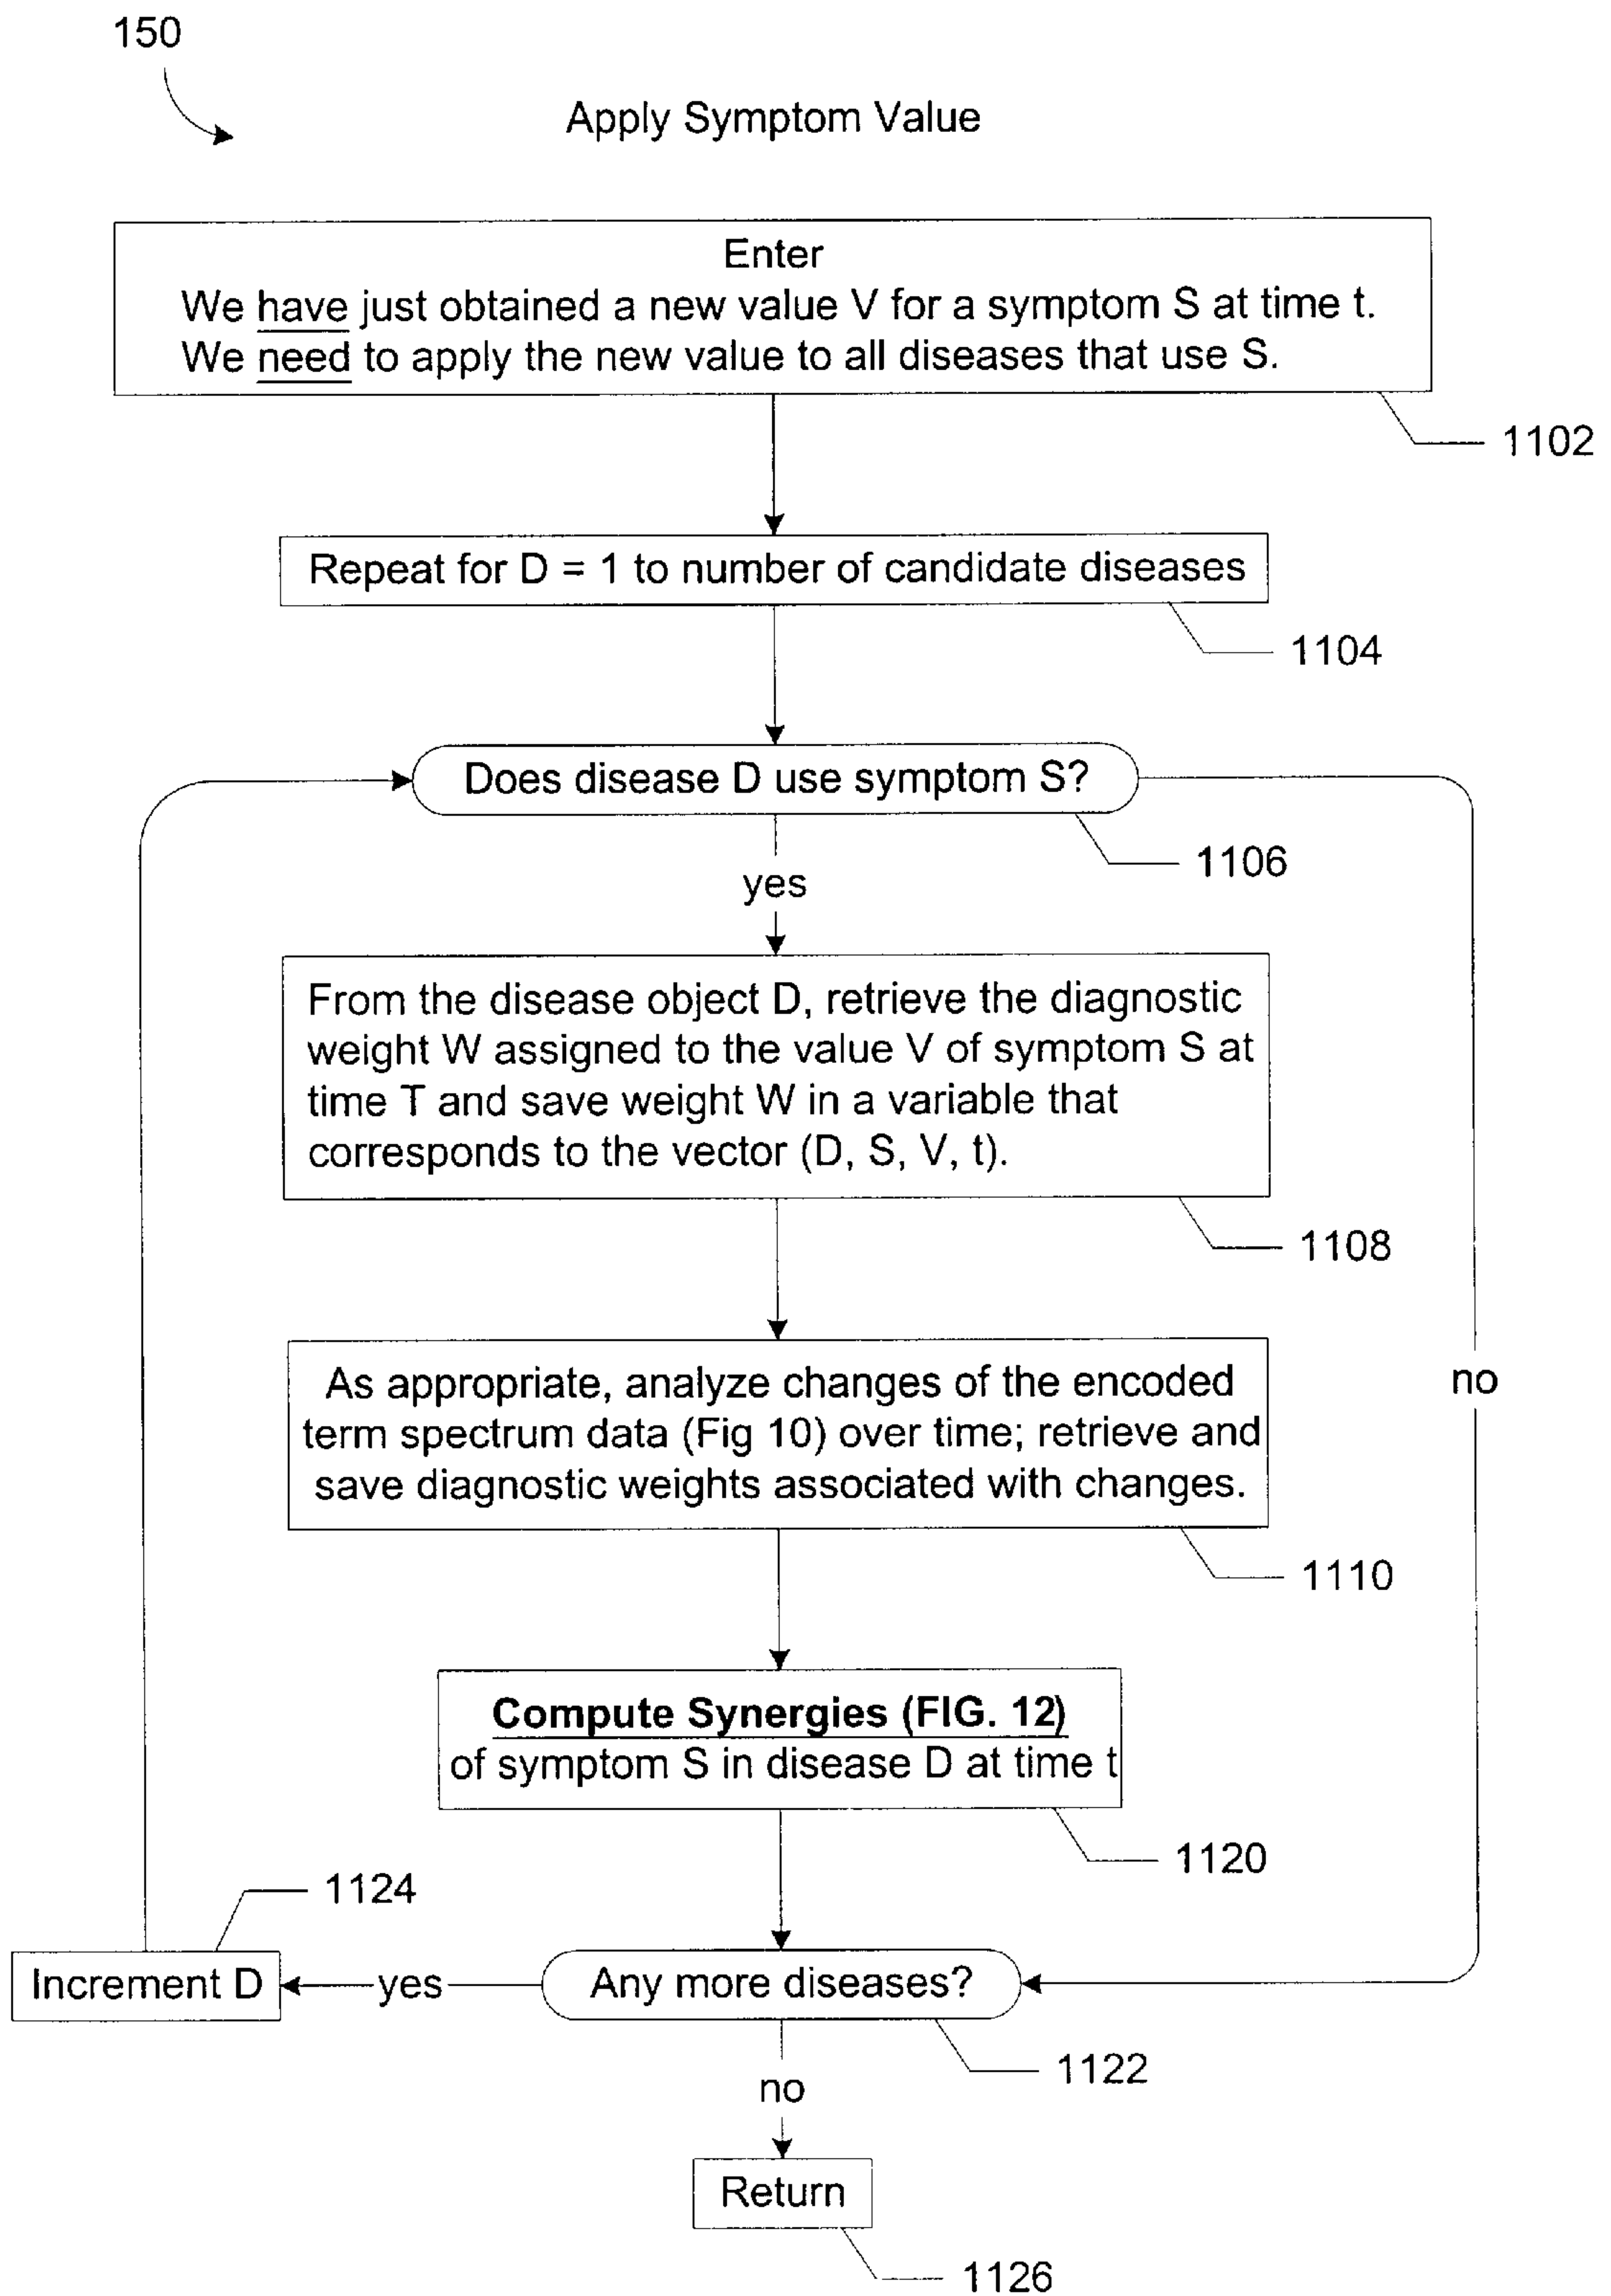 150
Apply Symptom Value
Enter
We have just obtained a new value V for a symptom S at time t.
We need to apply the new value to all diseases that use S.
1102
Repeat for D = 1 to number of candidate diseases
1104
Does disease D use symptom S?
1106
yes
From the disease object D, retrieve the diagnostic
weight W assigned to the value V of symptom S at
time T and save weight W in a variable that
corresponds to the vector (D, S, V, t).
1108
no
As appropriate, analyze changes of the encoded
term spectrum data (Fig 10) over time; retrieve and
save diagnostic weights associated with changes.
1110
Compute Synergies (FIG. 12)
of symptom S in disease D at time t
1120
1124
Increment D
yes
Any more diseases?
1122
no
Return
1126